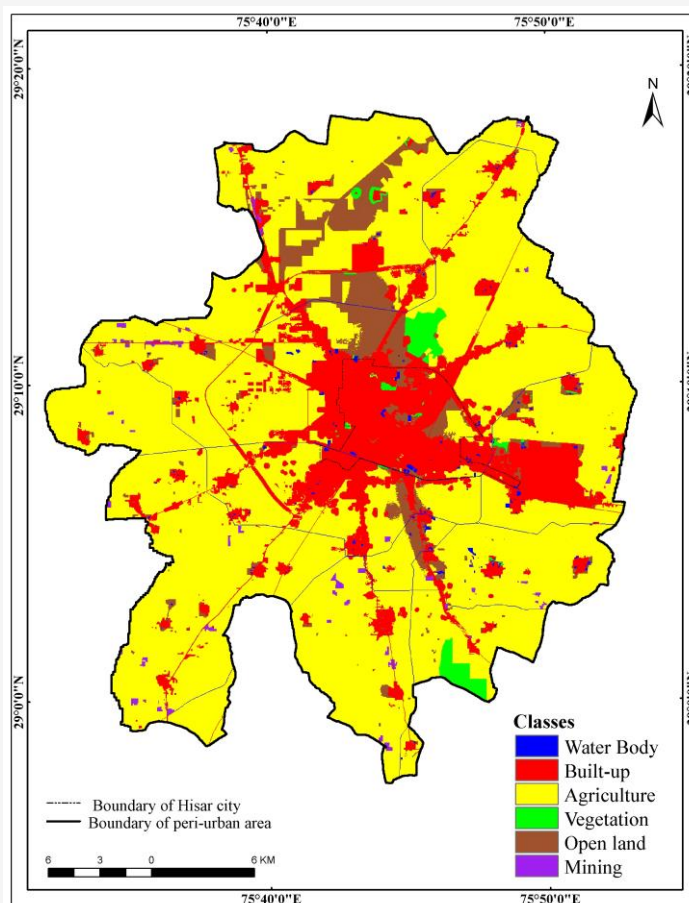 75°40'0"E 75°50'0"E
29°20'0"N
N
29°10'0"N
29°0'0"N
Classes
Water Body
Built-up
Agriculture
Vegetation
Open land
Mining
Boundary of Hisar city
Boundary of peri-urban area
6 3 0 6 KM
75°40'0"E 75°50'0"E